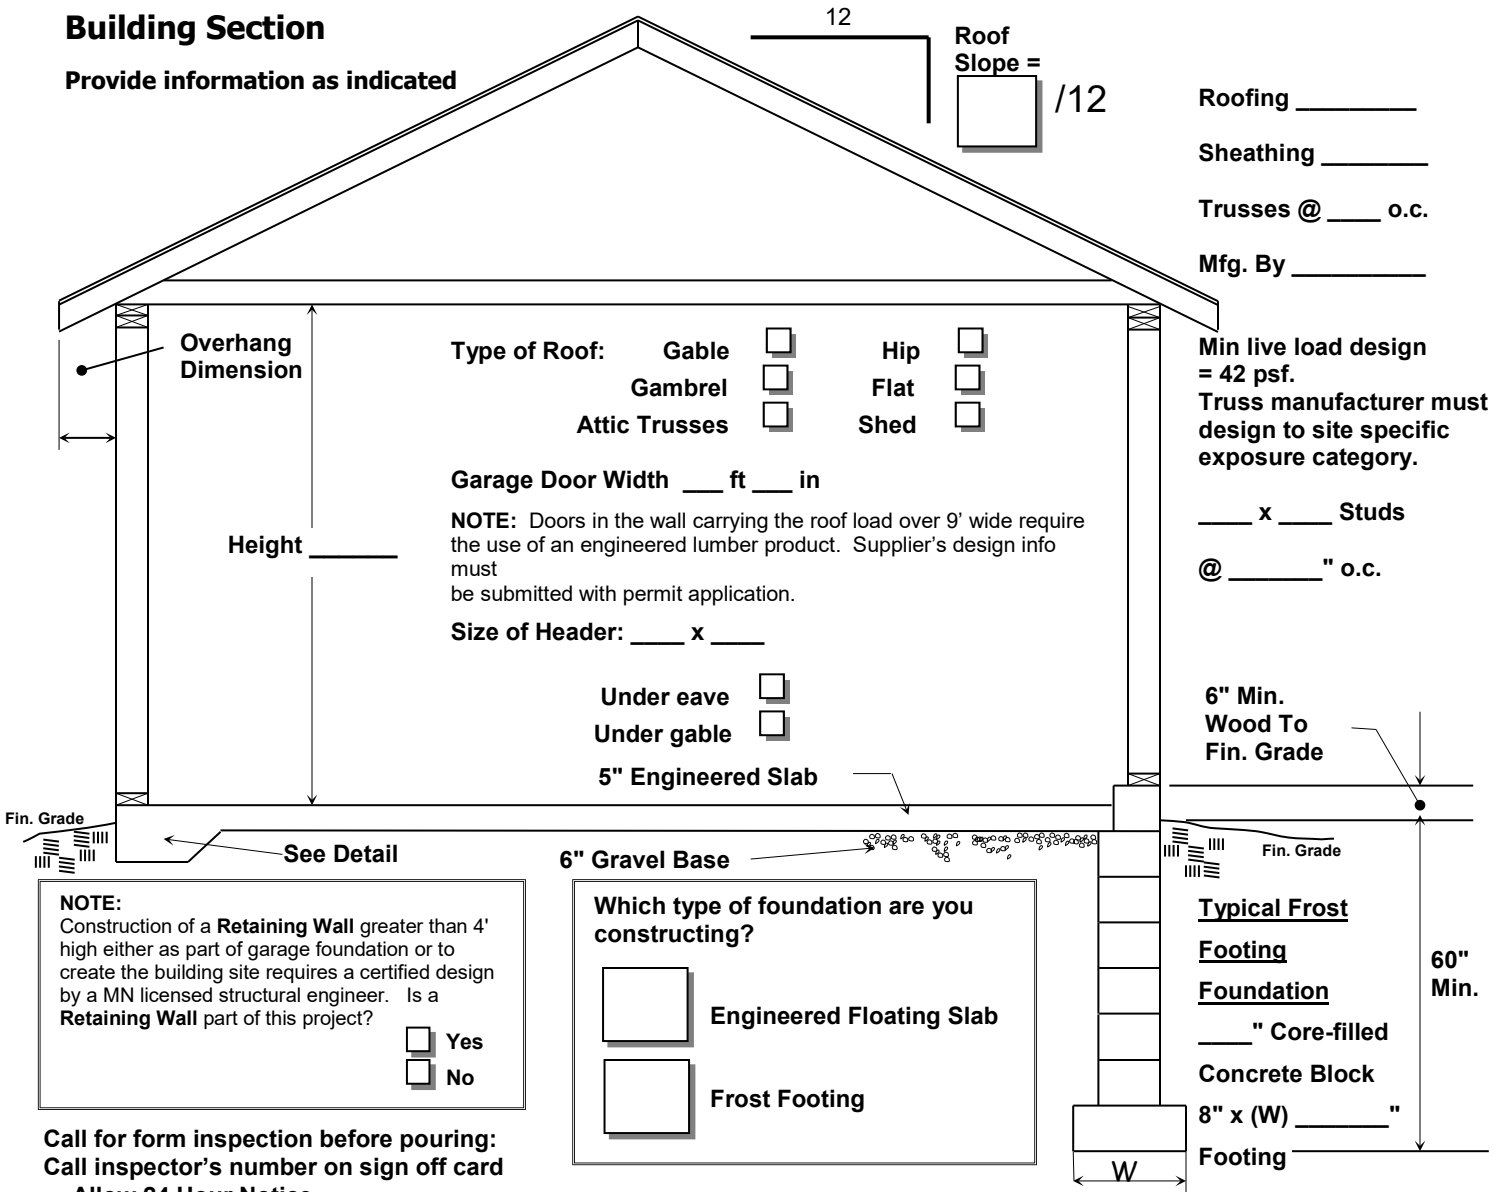 Building Section
Provide information as indicated
12
Roof
Slope =
/12
Roofing _________
Sheathing ________
Trusses @ ____ o.c.
Mfg. By __________
Overhang
Dimension
Type of Roof: Gable Hip
Gambrel Flat
Attic Trusses Shed
Min live load design
= 42 psf.
Truss manufacturer must
design to site specific
exposure category.
Garage Door Width ___ ft ___ in
NOTE: Doors in the wall carrying the roof load over 9’ wide require
the use of an engineered lumber product. Supplier’s design info
must
be submitted with permit application.
Height ______
____ x ____ Studs
@ _______" o.c.
Size of Header: ____ x ____
Under eave
Under gable
6" Min.
Wood To
Fin. Grade
5" Engineered Slab
Fin. Grade
See Detail
6" Gravel Base
Fin. Grade
NOTE:
Construction of a Retaining Wall greater than 4'
high either as part of garage foundation or to
create the building site requires a certified design
by a MN licensed structural engineer. Is a
Retaining Wall part of this project?
Yes
No
Which type of foundation are you
constructing?
Engineered Floating Slab
Frost Footing
Typical Frost
Footing
Foundation
____" Core-filled
Concrete Block
8" x (W) _______"
Footing
60"
Min.
W
Call for form inspection before pouring:
Call inspector’s number on sign off card
Allow 24 Hour Notice